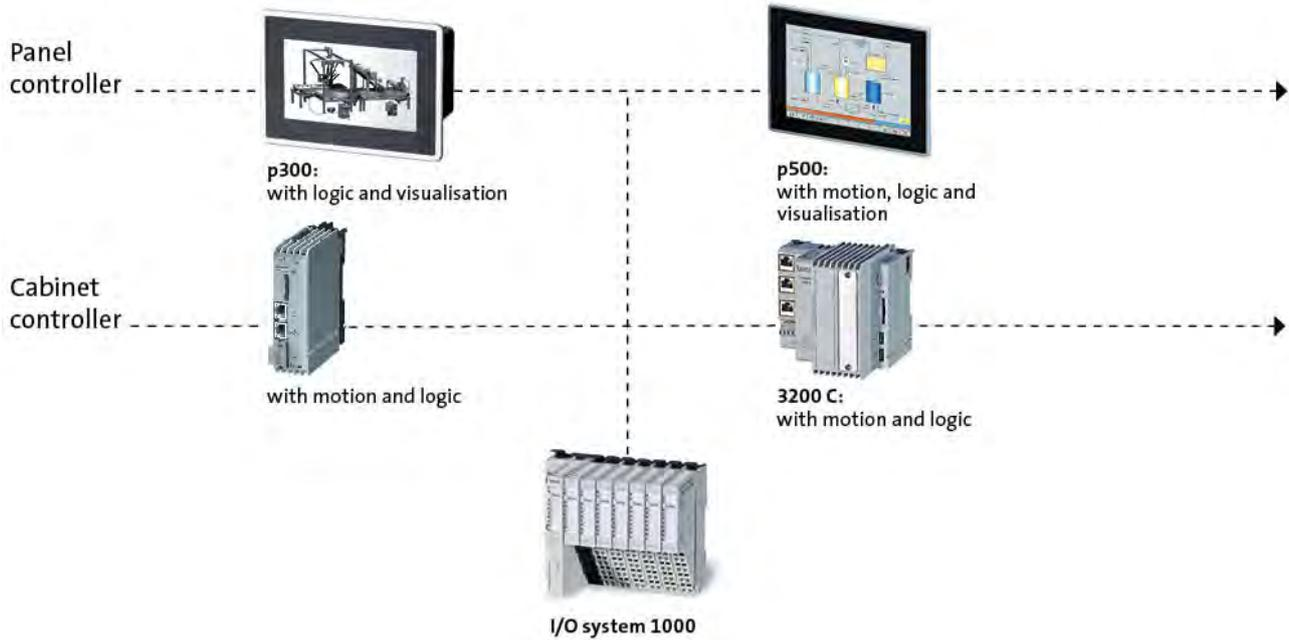 Panel
controller
p300:
with logic and visualisation
p500:
with motion, logic and
visualisation
Cabinet
controller
with motion and logic
3200 C:
with motion and logic
I/O system 1000